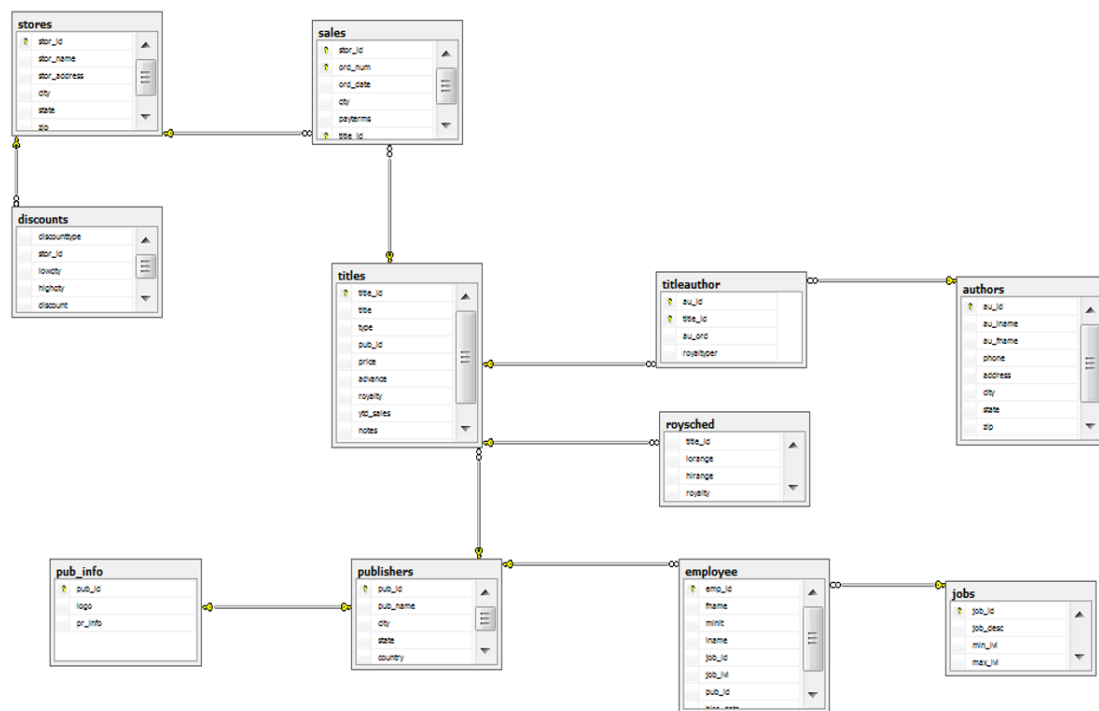 stores
stor_id
stor_name
stor_address
city
state
zip
sales
stor_id
ord_num
ord_date
qty
payterms
title_id
discounts
discounttype
stor_id
lowqty
highqty
discount
titles
title_id
title
type
pub_id
price
advance
royalty
ytd_sales
notes
titleauthor
au_id
title_id
au_ord
royaltyper
authors
au_id
au_lname
au_fname
phone
address
city
state
zip
roysched
title_id
lorange
hirange
royalty
pub_info
pub_id
logo
pr_info
publishers
pub_id
pub_name
city
state
country
employee
emp_id
fname
minit
lname
job_id
job_lvl
pub_id
hire_date
jobs
job_id
job_desc
min_lvl
max_lvl